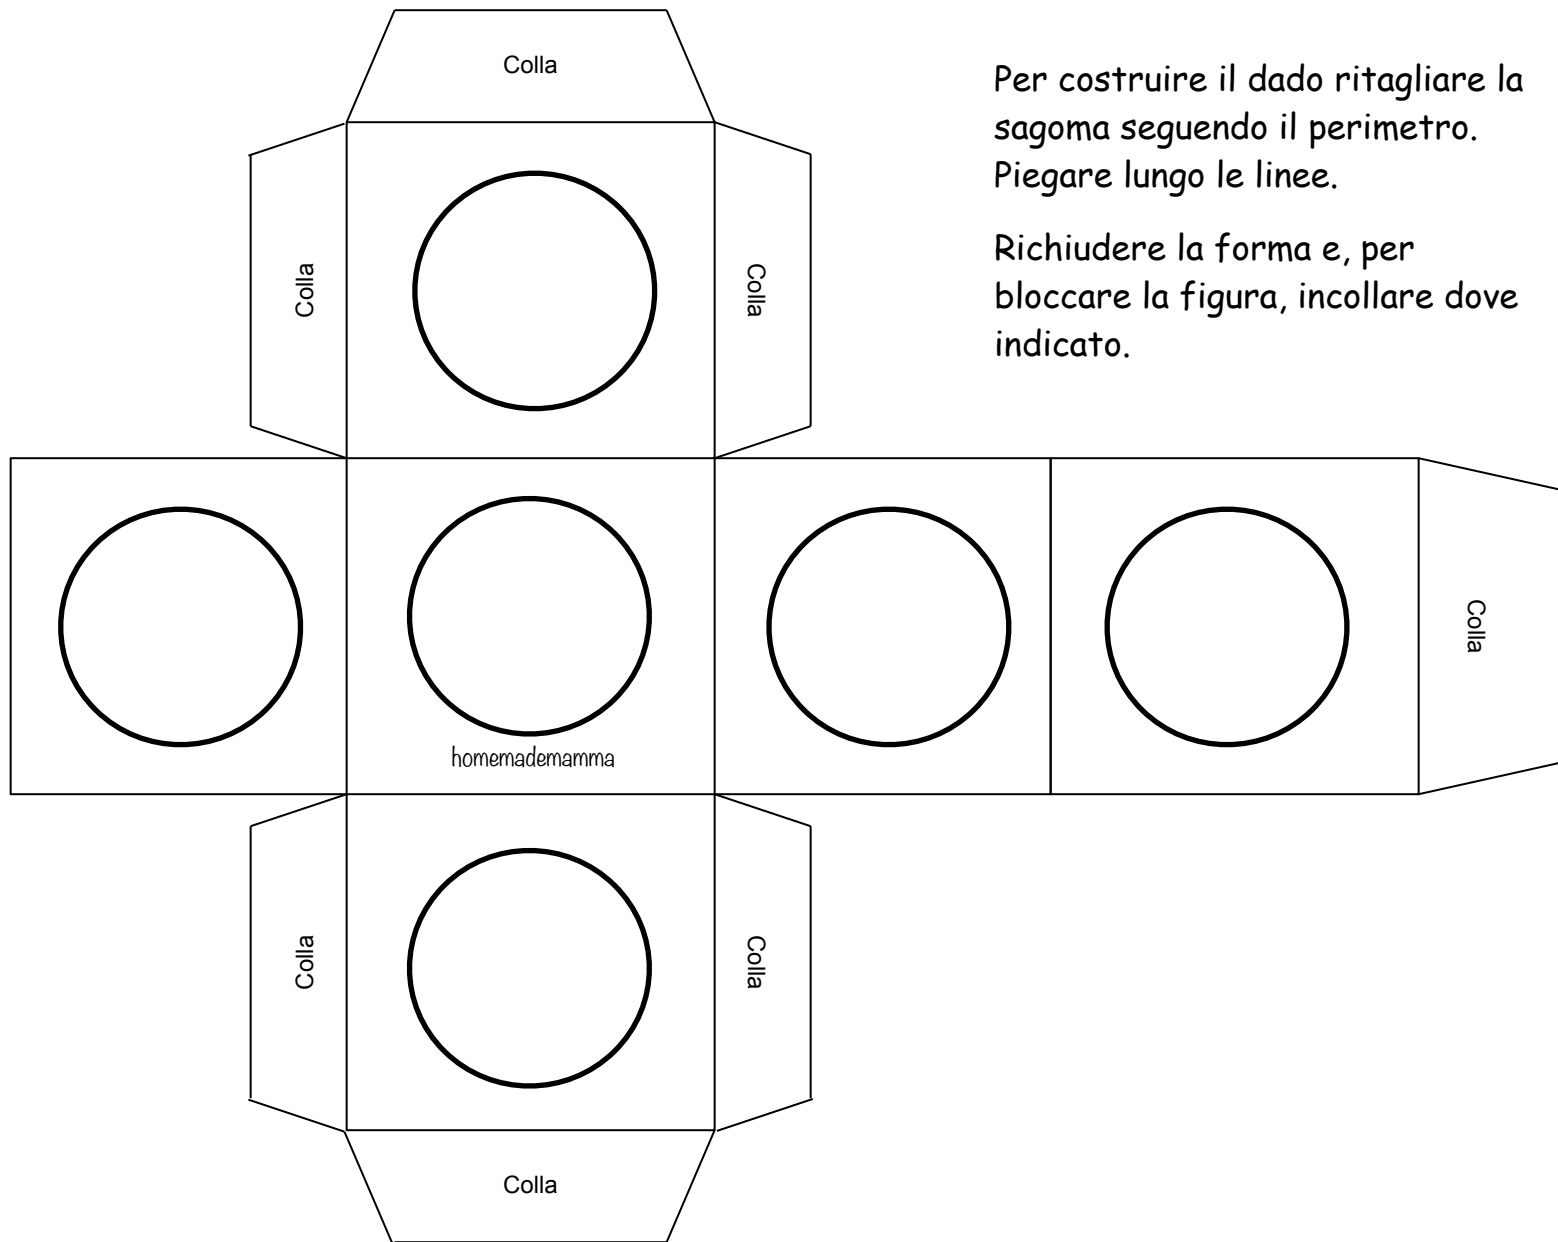 Colla
Per costruire il dado ritagliare la
sagoma seguendo il perimetro.
Piegare lungo le linee.
Richiudere la forma e, per
bloccare la figura, incollare dove
indicato.
Colla
Colla
Colla
homemademamma
Colla
Colla
Colla